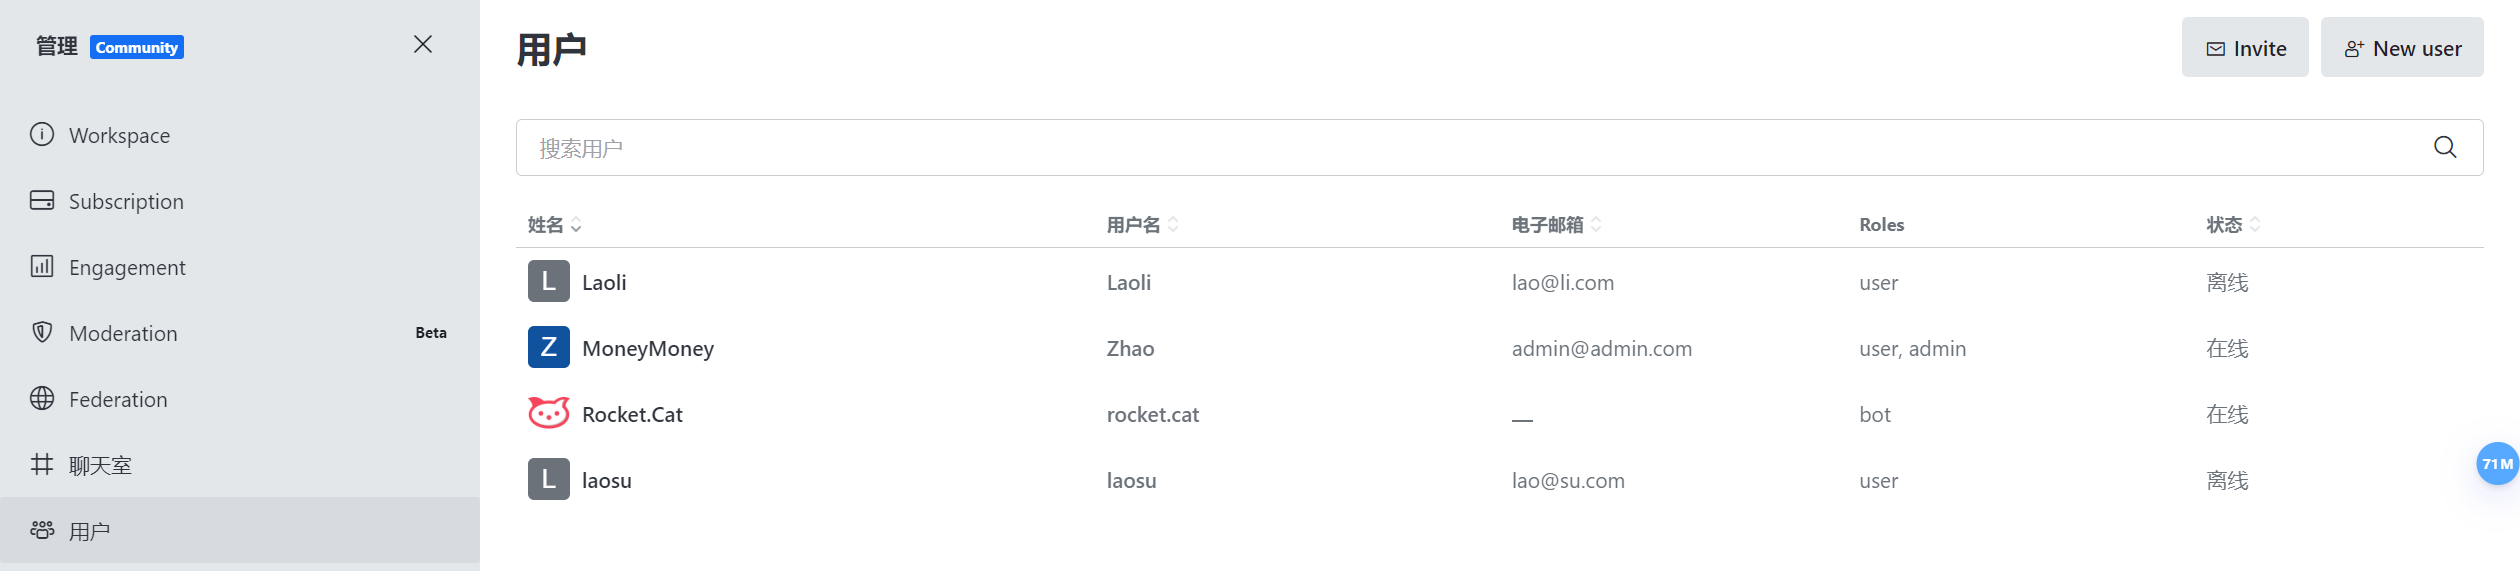 管理 Community
Workspace
Subscription
Engagement
Moderation Beta
Federation
聊天室
用户
用户
Invite New user
搜索用户
姓名 用户名 电子邮箱 Roles 状态
L Laoli Laoli lao@li.com user 离线
Z MoneyMoney Zhao admin@admin.com user, admin 在线
Rocket.Cat rocket.cat — bot 在线
L laosu laosu lao@su.com user 离线
71M